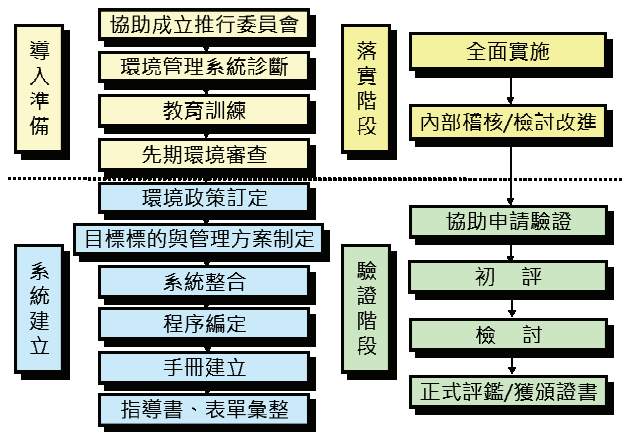 導入準備
協助成立推行委員會
環境管理系統診斷
教育訓練
先期環境審查
系統建立
環境政策訂定
目標標的與管理方案制定
系統整合
程序編定
手冊建立
指導書、表單彙整
落實階段
全面實施
內部稽核/檢討改進
驗證階段
協助申請驗證
初 評
檢 討
正式評鑑/獲頒證書